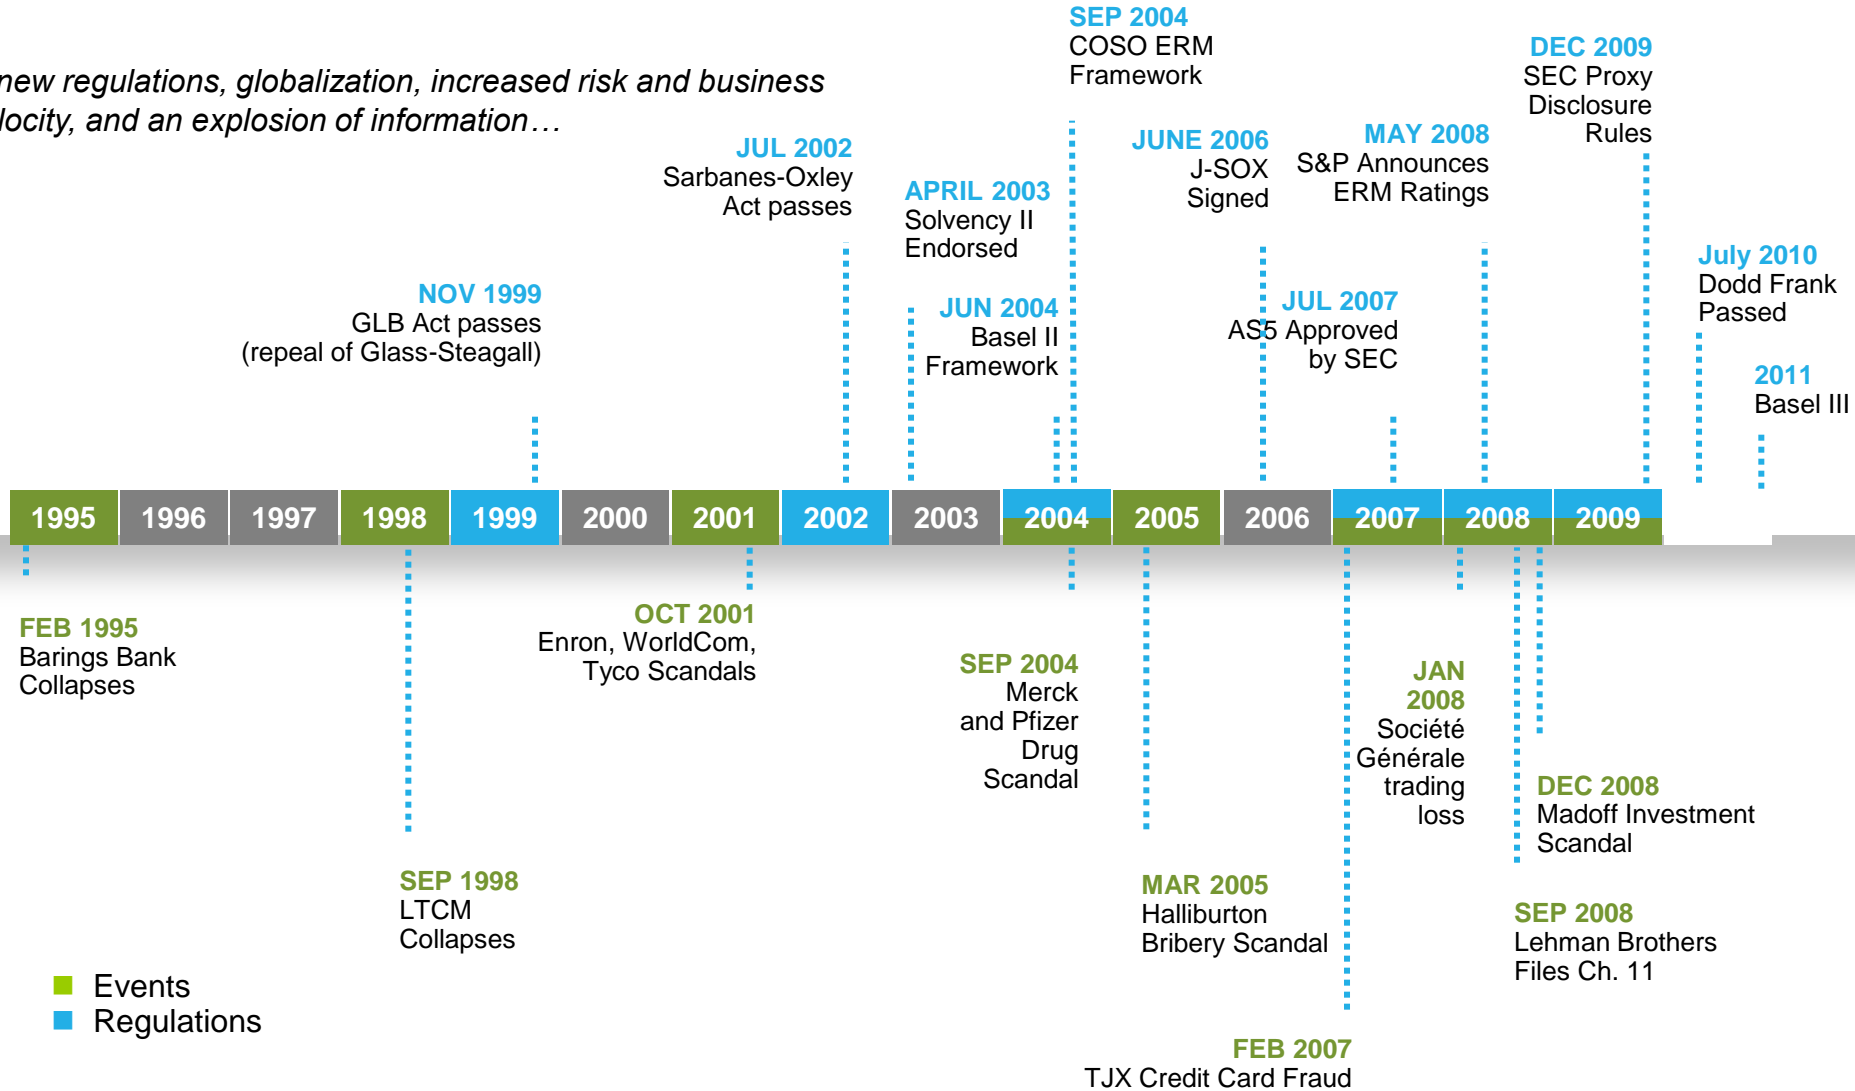 new regulations, globalization, increased risk and business
locity, and an explosion of information…
SEP 2004
COSO ERM
Framework
DEC 2009
SEC Proxy
Disclosure
Rules
JUL 2002
Sarbanes-Oxley
Act passes
APRIL 2003
Solvency II
Endorsed
JUNE 2006
J-SOX
Signed
MAY 2008
S&P Announces
ERM Ratings
NOV 1999
GLB Act passes
(repeal of Glass-Steagall)
JUN 2004
Basel II
Framework
JUL 2007
AS5 Approved
by SEC
July 2010
Dodd Frank
Passed
2011
Basel III
1995 1996 1997 1998 1999 2000 2001 2002 2003 2004 2005 2006 2007 2008 2009
FEB 1995
Barings Bank
Collapses
SEP 1998
LTCM
Collapses
OCT 2001
Enron, WorldCom,
Tyco Scandals
SEP 2004
Merck
and Pfizer
Drug
Scandal
MAR 2005
Halliburton
Bribery Scandal
FEB 2007
TJX Credit Card Fraud
JAN
2008
Société
Générale
trading
loss
DEC 2008
Madoff Investment
Scandal
SEP 2008
Lehman Brothers
Files Ch. 11
Events
Regulations